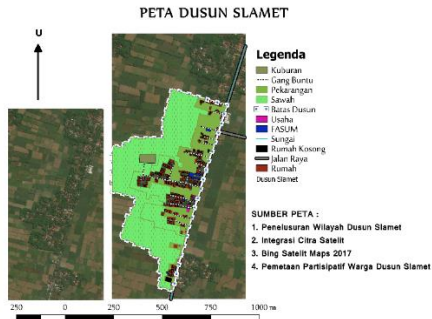 PETA DUSUN SLAMET
U
Legenda
Kuburan
Gang Buntu
Pekarangan
Sawah
Batas Dusun
Usaha
FASUM
Sungai
Rumah Kosong
Jalan Raya
Rumah
Dusun Slamet
SUMBER PETA :
1. Penelusuran Wilayah Dusun Slamet
2. Integrasi Citra Satelit
3. Bing Satelit Maps 2017
4. Pemetaan Partisipatif Warga Dusun Slamet
250 0 250 500 750 1000 m